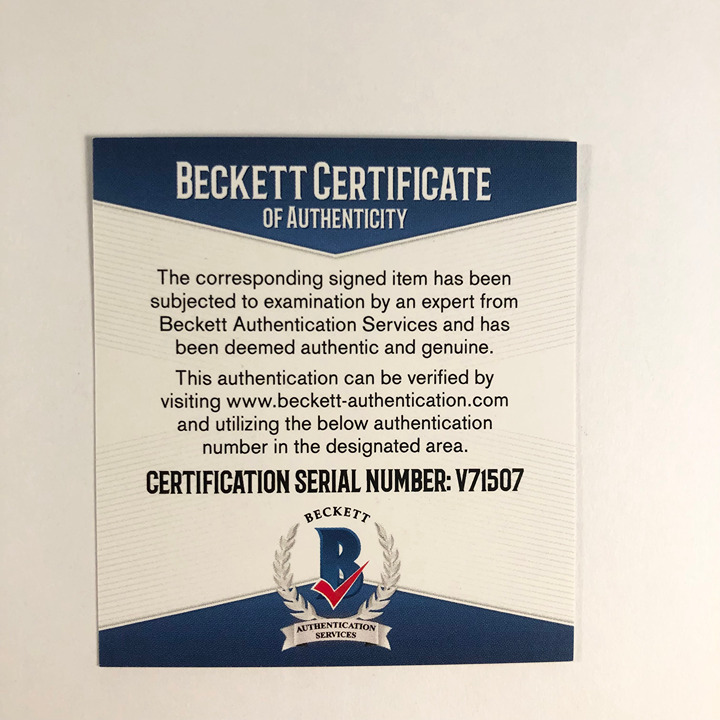 BECKETT CERTIFICATE
OF AUTHENTICITY
The corresponding signed item has been
subjected to examination by an expert from
Beckett Authentication Services and has
been deemed authentic and genuine.
This authentication can be verified by
visiting www.beckett-authentication.com
and utilizing the below authentication
number in the designated area.
CERTIFICATION SERIAL NUMBER: V71507
BECKETT
B
AUTHENTICATION
SERVICES